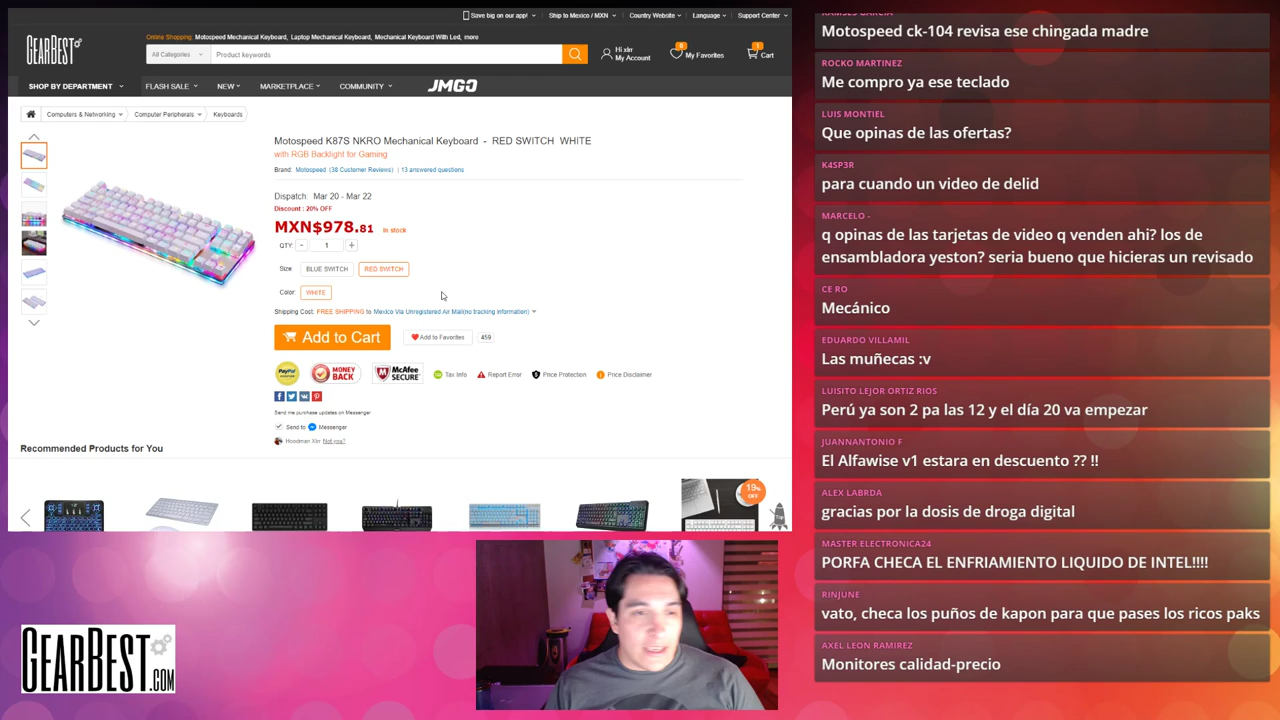 Save big on our app!
Ship to Mexico / MXN
Country Website
Language
Support Center
GEARBEST
Online Shopping: Motospeed Mechanical Keyboard, Laptop Mechanical Keyboard, Mechanical Keyboard With Led, more
All Categories
Product keywords
Hi xlrr
My Account
0
My Favorites
1
Cart
SHOP BY DEPARTMENT
FLASH SALE
NEW
MARKETPLACE
COMMUNITY
JMGO
Computers & Networking
Computer Peripherals
Keyboards
Motospeed K87S NKRO Mechanical Keyboard - RED SWITCH WHITE
with RGB Backlight for Gaming
Brand: Motospeed (38 Customer Reviews) | 13 answered questions
Dispatch. Mar 20 - Mar 22
Discount : 20% OFF
MXN$978.81 In stock
QTY: - 1 +
Size: BLUE SWITCH RED SWITCH
Color: WHITE
Shipping Cost: FREE SHIPPING to Mexico Via Unregistered Air Mail(no tracking information)
Add to Cart
Add to Favorites
459
PayPal
MONEY BACK
McAfee SECURE
Tax Info
Report Error
Price Protection
Price Disclaimer
Send me purchase updates on Messenger
Send to Messenger
Hoodman Xin Not you?
Recommended Products for You
19% OFF
GEARBEST.COM
Motospeed ck-104 revisa ese chingada madre
ROCKO MARTINEZ
Me compro ya ese teclado
LUIS MONTIEL
Que opinas de las ofertas?
K4SP3R
para cuando un video de delid
MARCELO -
q opinas de las tarjetas de video q venden ahi? los de
ensambladora yeston? seria bueno que hicieras un revisado
CE RO
Mecánico
EDUARDO VILLAMIL
Las muñecas :v
LUISITO LEJOR ORTIZ RIOS
Perú ya son 2 pa las 12 y el día 20 va empezar
JUANNANTONIO F
El Alfawise v1 estara en descuento ?? !!
ALEX LABRDA
gracias por la dosis de droga digital
MASTER ELECTRONICA24
PORFA CHECA EL ENFRIAMIENTO LIQUIDO DE INTEL!!!!
RINJUNE
vato, checa los puños de kapon para que pases los ricos paks
AXEL LEON RAMIREZ
Monitores calidad-precio